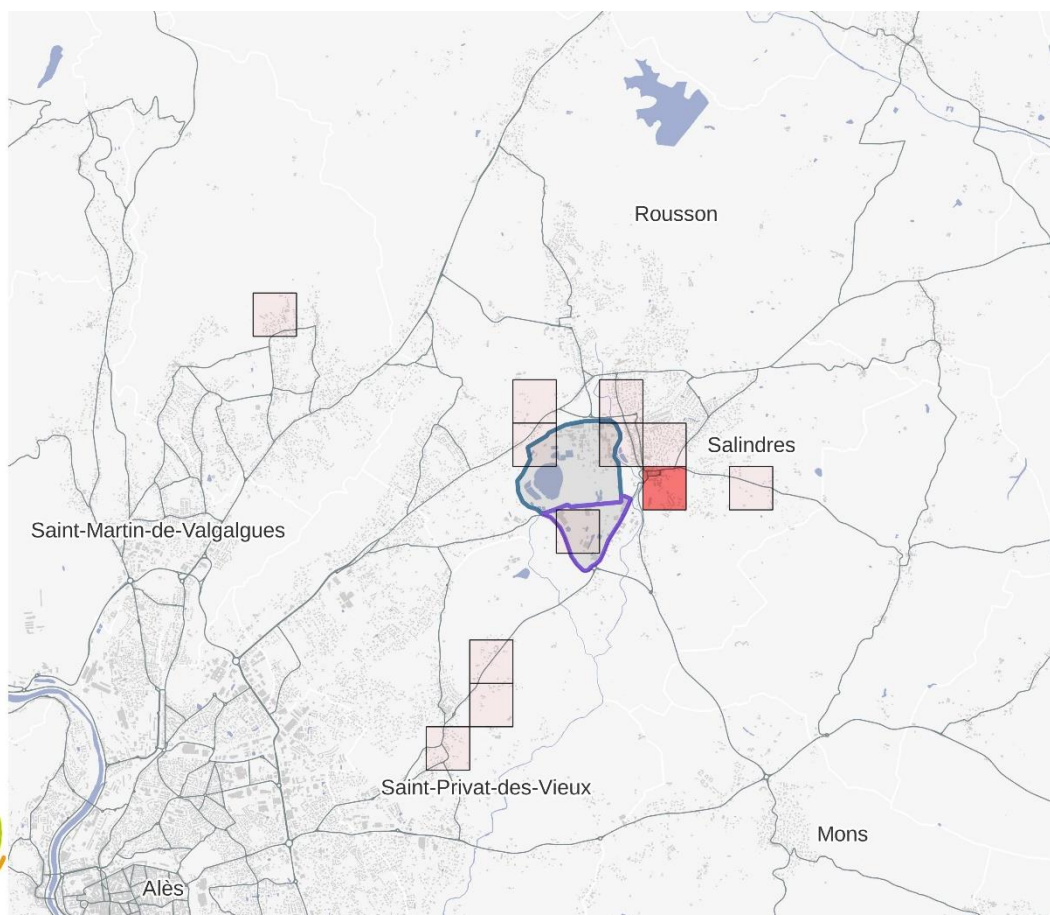 Rousson
Salindres
Saint-Martin-de-Valgalgues
Saint-Privat-des-Vieux
Mons
Alès